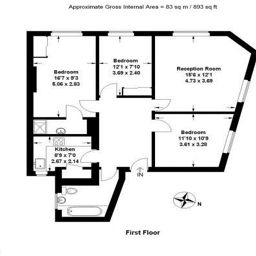 Approximate Gross Internal Area = 83 sq m / 893 sq ft
Bedroom
16'7 x 9'3
5.06 x 2.83
Bedroom
12'1 x 7'10
3.69 x 2.40
Reception Room
15'6 x 12'1
4.73 x 3.69
Bedroom
11'10 x 10'9
3.61 x 3.28
Kitchen
8'9 x 7'0
2.67 x 2.14
IN
N
First Floor